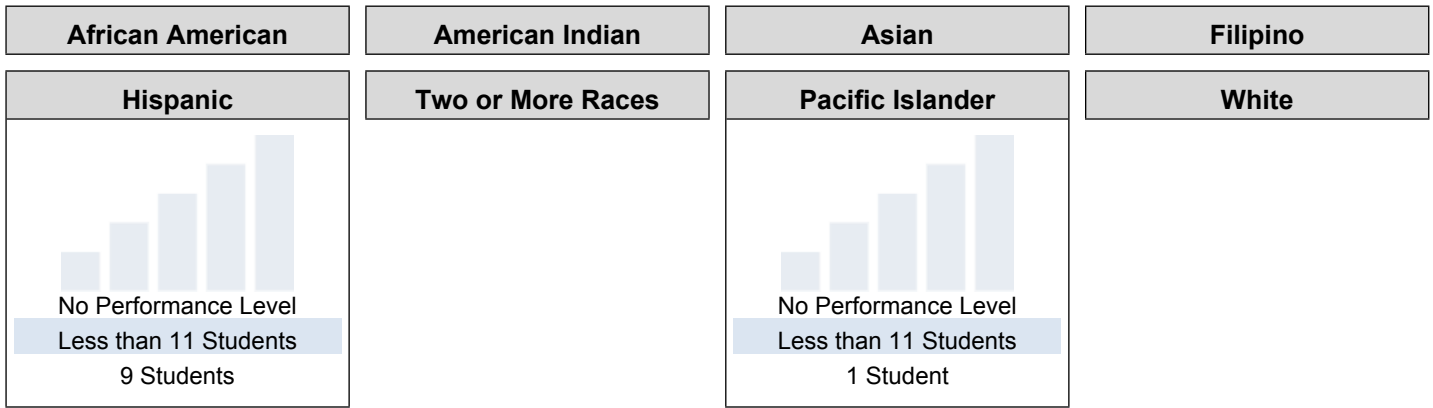 African American
American Indian
Asian
Filipino
Hispanic
No Performance Level
Less than 11 Students
9 Students
Two or More Races
Pacific Islander
No Performance Level
Less than 11 Students
1 Student
White